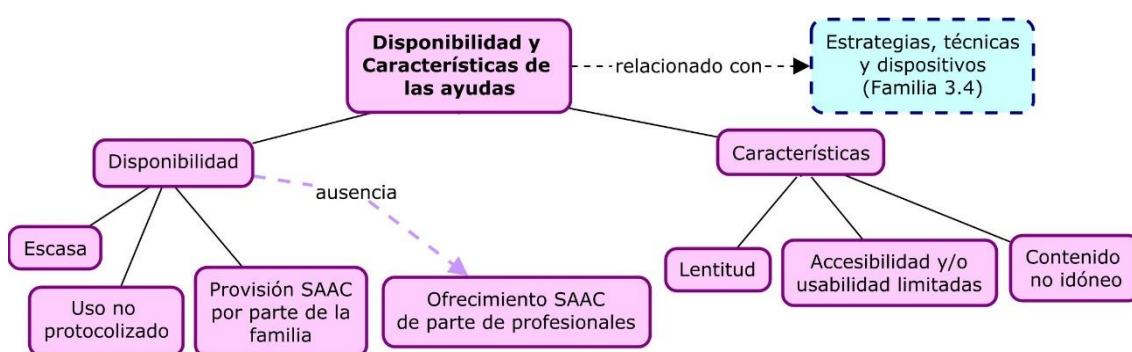 Disponibilidad y
Características de
las ayudas
relacionado con
Estrategias, técnicas
y dispositivos
(Familia 3.4)
Disponibilidad
Características
ausencia
Escasa
Uso no
protocolizado
Provisión SAAC
por parte de la
familia
Ofrecimiento SAAC
de parte de profesionales
Lentitud
Accesibilidad y/o
usabilidad limitadas
Contenido
no idóneo